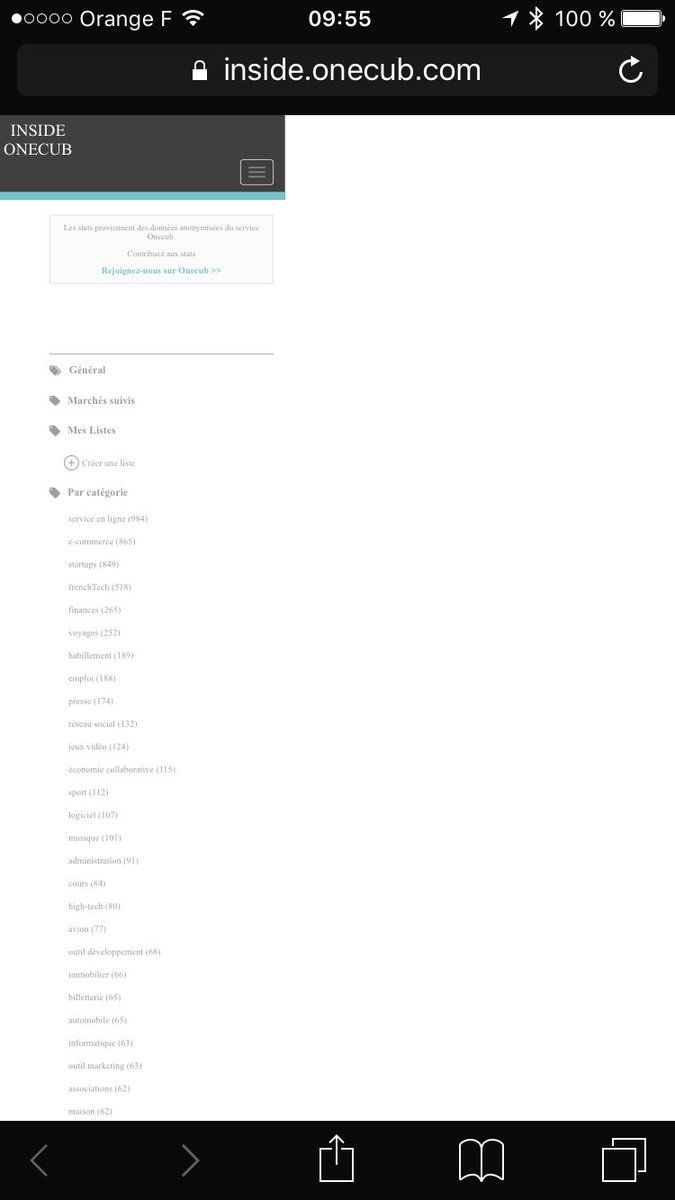 Orange F 09:55 100 %
inside.onecub.com
INSIDE
ONECUB
Les stats proviennent des données anonymisées du service
Onecub.
Contribuez aux stats
Rejoignez-nous sur Onecub >>
Général
Marchés suivis
Mes Listes
Créer une liste
Par catégorie
service en ligne (984)
e-commerce (865)
startups (849)
frenchTech (518)
finances (265)
voyages (252)
habillement (189)
emploi (188)
presse (174)
réseau social (132)
jeux vidéo (124)
économie collaborative (115)
sport (112)
logiciel (107)
musique (101)
administration (91)
cours (84)
high-tech (80)
avion (77)
outil développement (68)
immobilier (66)
billetterie (65)
automobile (65)
informatique (63)
outil marketing (63)
associations (62)
maison (62)